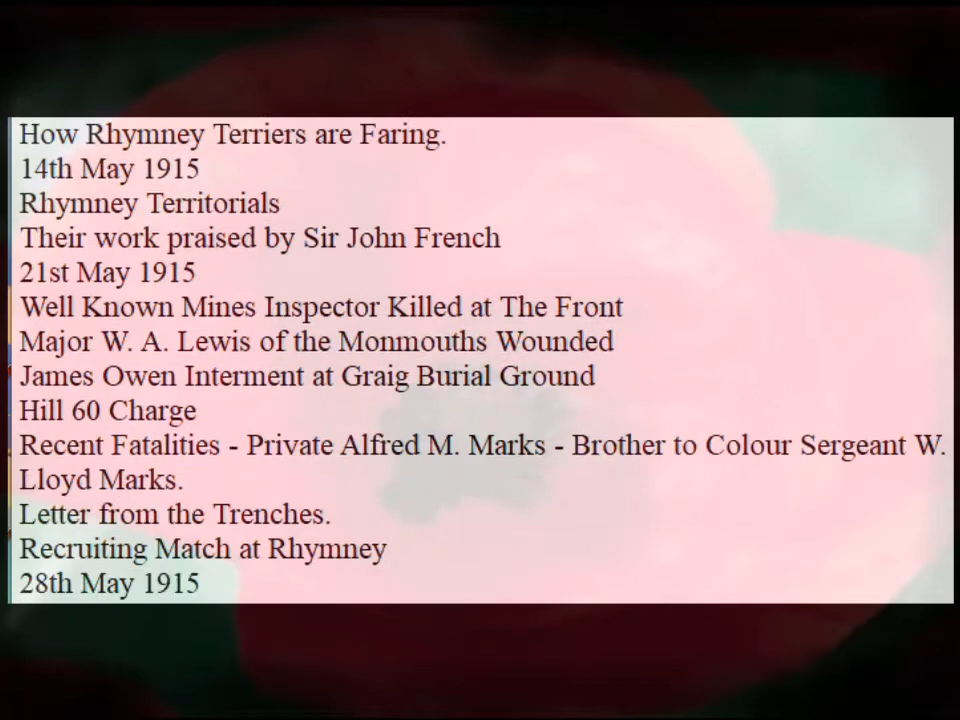 How Rhymney Terriers are Faring.
14th May 1915
Rhymney Territorials
Their work praised by Sir John French
21st May 1915
Well Known Mines Inspector Killed at The Front
Major W. A. Lewis of the Monmouths Wounded
James Owen Interment at Graig Burial Ground
Hill 60 Charge
Recent Fatalities - Private Alfred M. Marks - Brother to Colour Sergeant W.
Lloyd Marks.
Letter from the Trenches.
Recruiting Match at Rhymney
28th May 1915